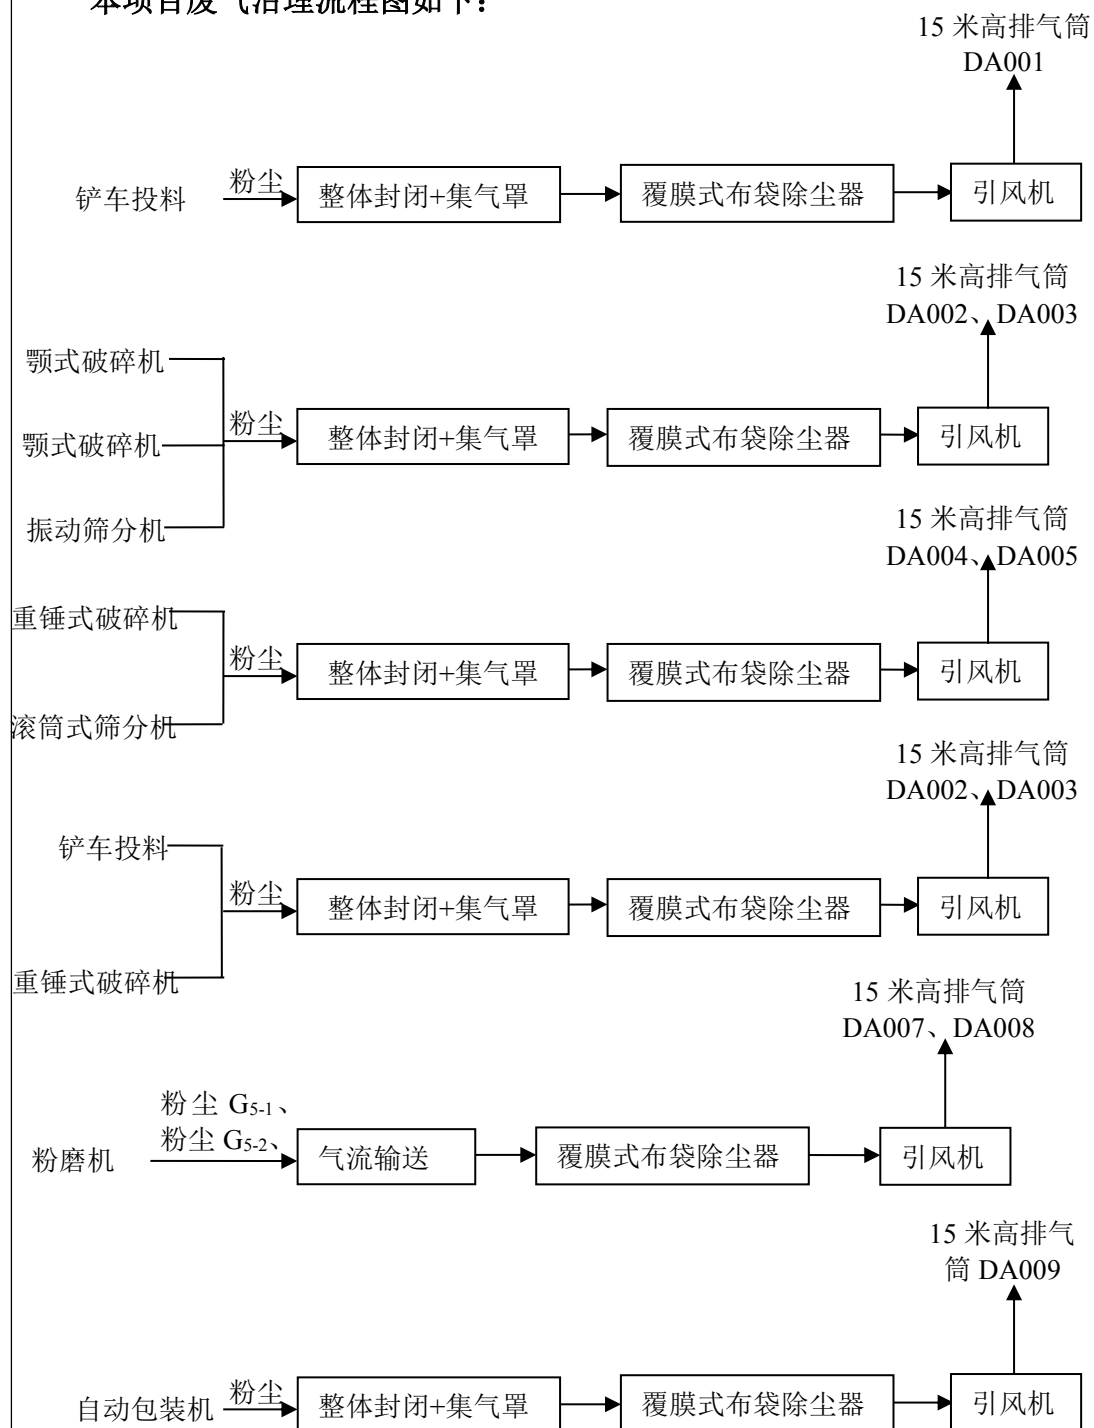 本项目废气治理流程图如下：
15 米高排气筒
DA001
铲车投料
粉尘
整体封闭+集气罩
覆膜式布袋除尘器
引风机
15 米高排气筒
DA002、DA003
颚式破碎机
颚式破碎机
振动筛分机
粉尘
整体封闭+集气罩
覆膜式布袋除尘器
引风机
15 米高排气筒
DA004、DA005
重锤式破碎机
滚筒式筛分机
粉尘
整体封闭+集气罩
覆膜式布袋除尘器
引风机
15 米高排气筒
DA002、DA003
铲车投料
重锤式破碎机
粉尘
整体封闭+集气罩
覆膜式布袋除尘器
引风机
15 米高排气筒
DA007、DA008
粉磨机
粉尘 G5-1、
粉尘 G5-2、
气流输送
覆膜式布袋除尘器
引风机
15 米高排气
筒 DA009
自动包装机
粉尘
整体封闭+集气罩
覆膜式布袋除尘器
引风机